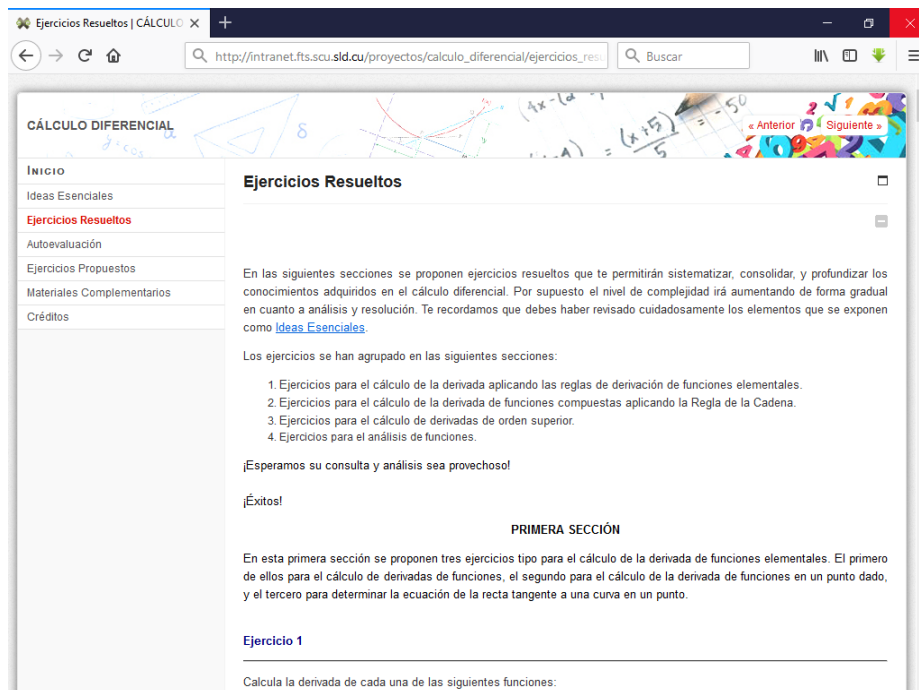 Ejercicios Resueltos | CÁLCULO
http://intranet.fts.scu.sld.cu/proyectos/calculo_diferencial/ejercicios_resu
Buscar
CÁLCULO DIFERENCIAL
« Anterior
Siguiente »
INICIO
Ideas Esenciales
Ejercicios Resueltos
Autoevaluación
Ejercicios Propuestos
Materiales Complementarios
Créditos
Ejercicios Resueltos
En las siguientes secciones se proponen ejercicios resueltos que te permitirán sistematizar, consolidar, y profundizar los
conocimientos adquiridos en el cálculo diferencial. Por supuesto el nivel de complejidad irá aumentando de forma gradual
en cuanto a análisis y resolución. Te recordamos que debes haber revisado cuidadosamente los elementos que se exponen
como Ideas Esenciales.
Los ejercicios se han agrupado en las siguientes secciones:
1. Ejercicios para el cálculo de la derivada aplicando las reglas de derivación de funciones elementales.
2. Ejercicios para el cálculo de la derivada de funciones compuestas aplicando la Regla de la Cadena.
3. Ejercicios para el cálculo de derivadas de orden superior.
4. Ejercicios para el análisis de funciones.
¡Esperamos su consulta y análisis sea provechoso!
¡Éxitos!
PRIMERA SECCIÓN
En esta primera sección se proponen tres ejercicios tipo para el cálculo de la derivada de funciones elementales. El primero
de ellos para el cálculo de derivadas de funciones, el segundo para el cálculo de la derivada de funciones en un punto dado,
y el tercero para determinar la ecuación de la recta tangente a una curva en un punto.
Ejercicio 1
Calcula la derivada de cada una de las siguientes funciones: